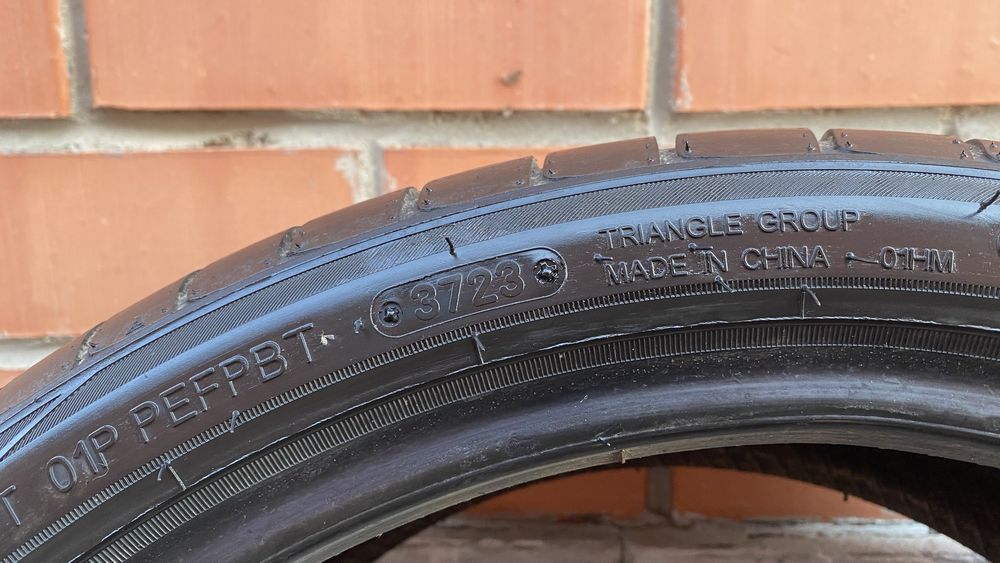 T 01P PEFPBT
3723
TRIANGLE GROUP
MADE IN CHINA 01HM